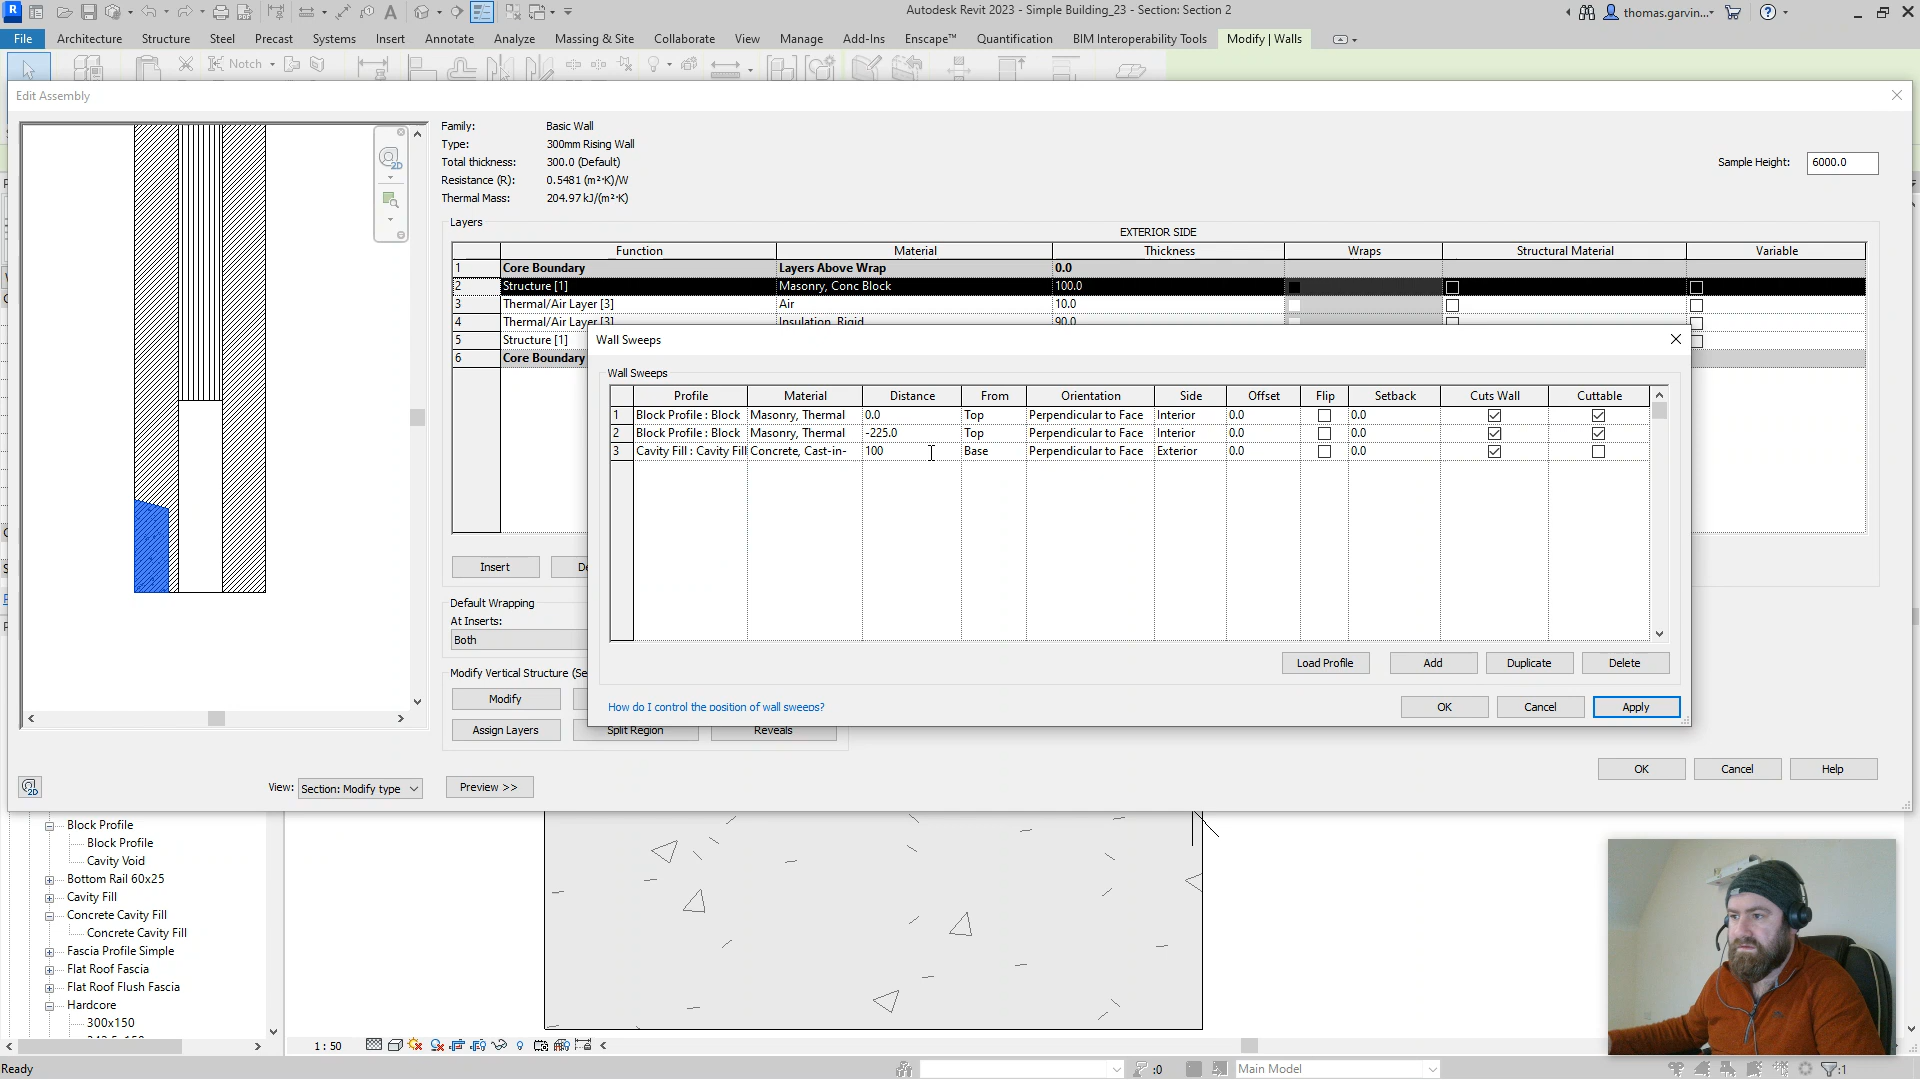 Autodesk Revit 2023 - Simple Building_23 - Section: Section 2
thomas.garvin...
File Architecture Structure Steel Precast Systems Insert Annotate Analyze Massing & Site Collaborate View Manage Add-Ins Enscape™ Quantification BIM Interoperability Tools Modify | Walls
Notch
Edit Assembly
Family: Basic Wall
Type: 300mm Rising Wall
Total thickness: 300.0 (Default)
Resistance (R): 0.5481 (m²·K)/W
Thermal Mass: 204.97 kJ/(m²·K)
Sample Height: 6000.0
Layers
EXTERIOR SIDE
Function Material Thickness Wraps Structural Material Variable
1 Core Boundary Layers Above Wrap 0.0
2 Structure [1] Masonry, Conc Block 100.0
3 Thermal/Air Layer [3] Air 10.0
4 Thermal/Air Layer [3] Insulation, Rigid 90.0
5 Structure [1]
6 Core Boundary
Wall Sweeps
Wall Sweeps
Profile Material Distance From Orientation Side Offset Flip Setback Cuts Wall Cuttable
1 Block Profile : Block Masonry, Thermal 0.0 Top Perpendicular to Face Interior 0.0 0.0
2 Block Profile : Block Masonry, Thermal -225.0 Top Perpendicular to Face Interior 0.0 0.0
3 Cavity Fill : Cavity Fill Concrete, Cast-in- 100 Base Perpendicular to Face Exterior 0.0 0.0
Load Profile Add Duplicate Delete
How do I control the position of wall sweeps?
OK Cancel Apply
Insert De
Default Wrapping
At Inserts:
Both
Modify Vertical Structure (Se
Modify
Assign Layers Split Region Reveals
OK Cancel Help
View: Section: Modify type Preview >>
Block Profile
Block Profile
Cavity Void
Bottom Rail 60x25
Cavity Fill
Concrete Cavity Fill
Concrete Cavity Fill
Fascia Profile Simple
Flat Roof Fascia
Flat Roof Flush Fascia
Hardcore
300x150
1 : 50
Ready
:0
Main Model
:1